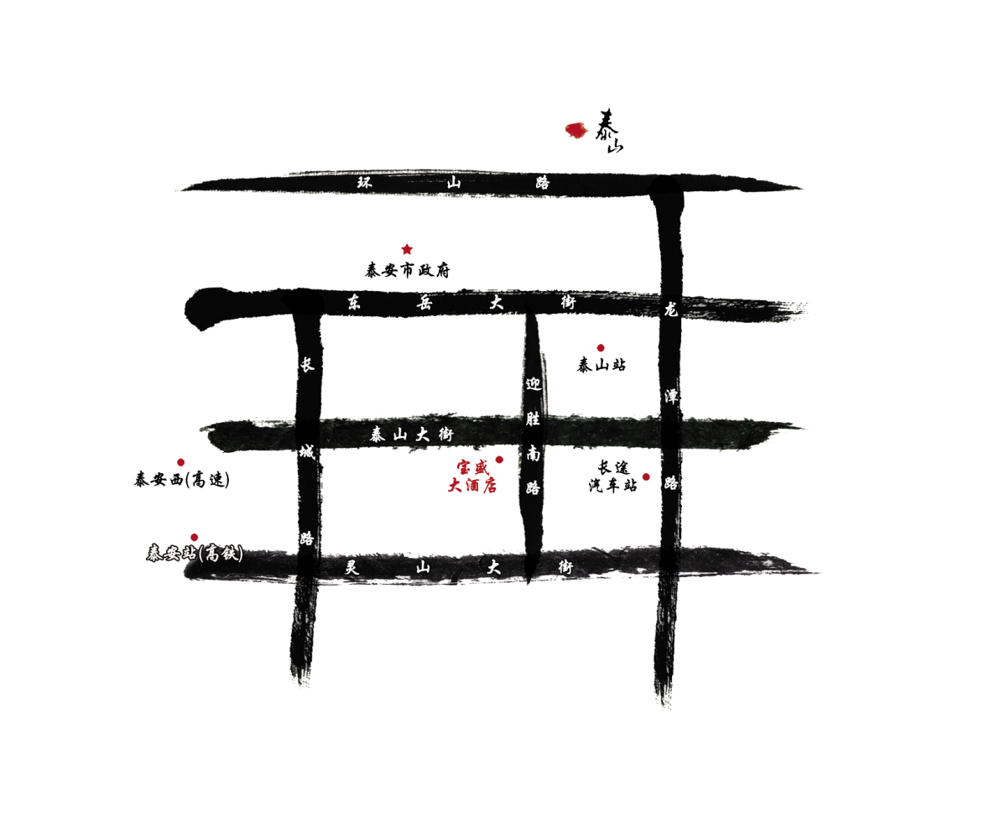 泰山
环山路
泰安市政府
东岳大街
泰山站
长城路
迎胜南路
龙潭路
泰山大街
宝盛
大酒店
长途
汽车站
泰安西(高速)
泰安站(高铁)
灵山大街